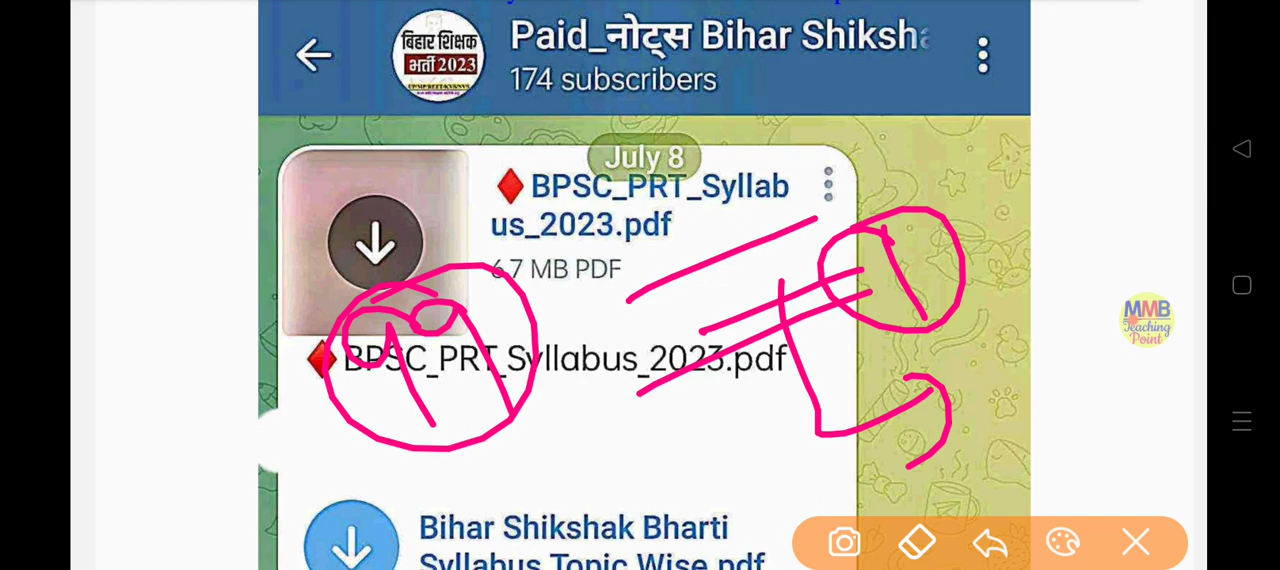 Paid_नोट्स Bihar Shiksh
174 subscribers
बिहार शिक्षक
भर्ती 2023
July 8
BPSC_PRT_Syllab
us_2023.pdf
6.7 MB PDF
BPSC_PRT_Syllabus_2023.pdf
Bihar Shikshak Bharti
Syllabus Topic Wise.pdf
MMB
Teaching
Point